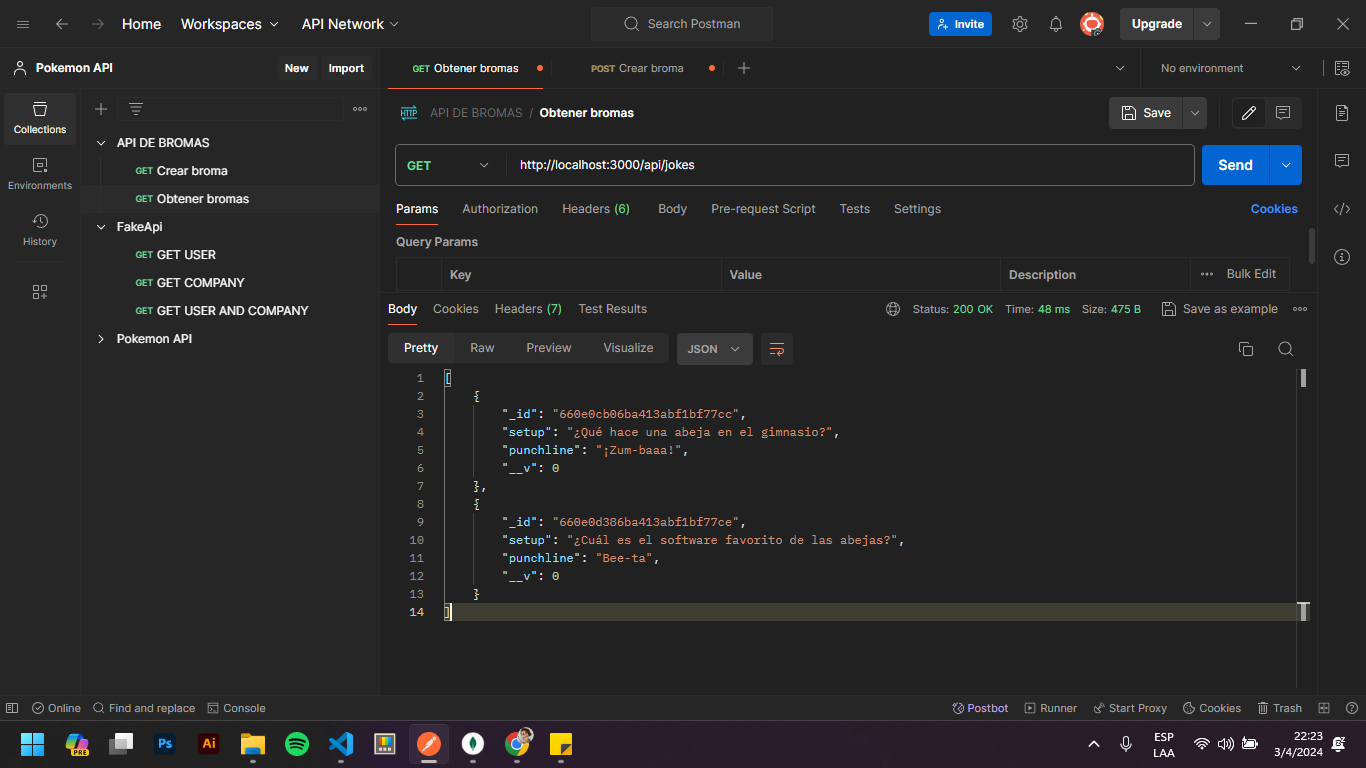 Home Workspaces API Network Search Postman Invite Upgrade
Pokemon API New Import GET Obtener bromas POST Crear broma No environment
Collections
Environments
History
API DE BROMAS
GET Crear broma
GET Obtener bromas
FakeApi
GET GET USER
GET GET COMPANY
GET GET USER AND COMPANY
Pokemon API
HTTP API DE BROMAS / Obtener bromas Save
GET http://localhost:3000/api/jokes Send
Params Authorization Headers (6) Body Pre-request Script Tests Settings Cookies
Query Params
Key Value Description Bulk Edit
Body Cookies Headers (7) Test Results Status: 200 OK Time: 48 ms Size: 475 B Save as example
Pretty Raw Preview Visualize JSON
1 [
2 {
3 "_id": "660e0cb06ba413abf1bf77cc",
4 "setup": "¿Qué hace una abeja en el gimnasio?",
5 "punchline": "¡Zum-baaa!",
6 "__v": 0
7 },
8 {
9 "_id": "660e0d386ba413abf1bf77ce",
10 "setup": "¿Cuál es el software favorito de las abejas?",
11 "punchline": "Bee-ta",
12 "__v": 0
13 }
14 ]
Online Find and replace Console Postbot Runner Start Proxy Cookies Trash
PRE Ps Ai ESP 22:23
LAA 3/4/2024